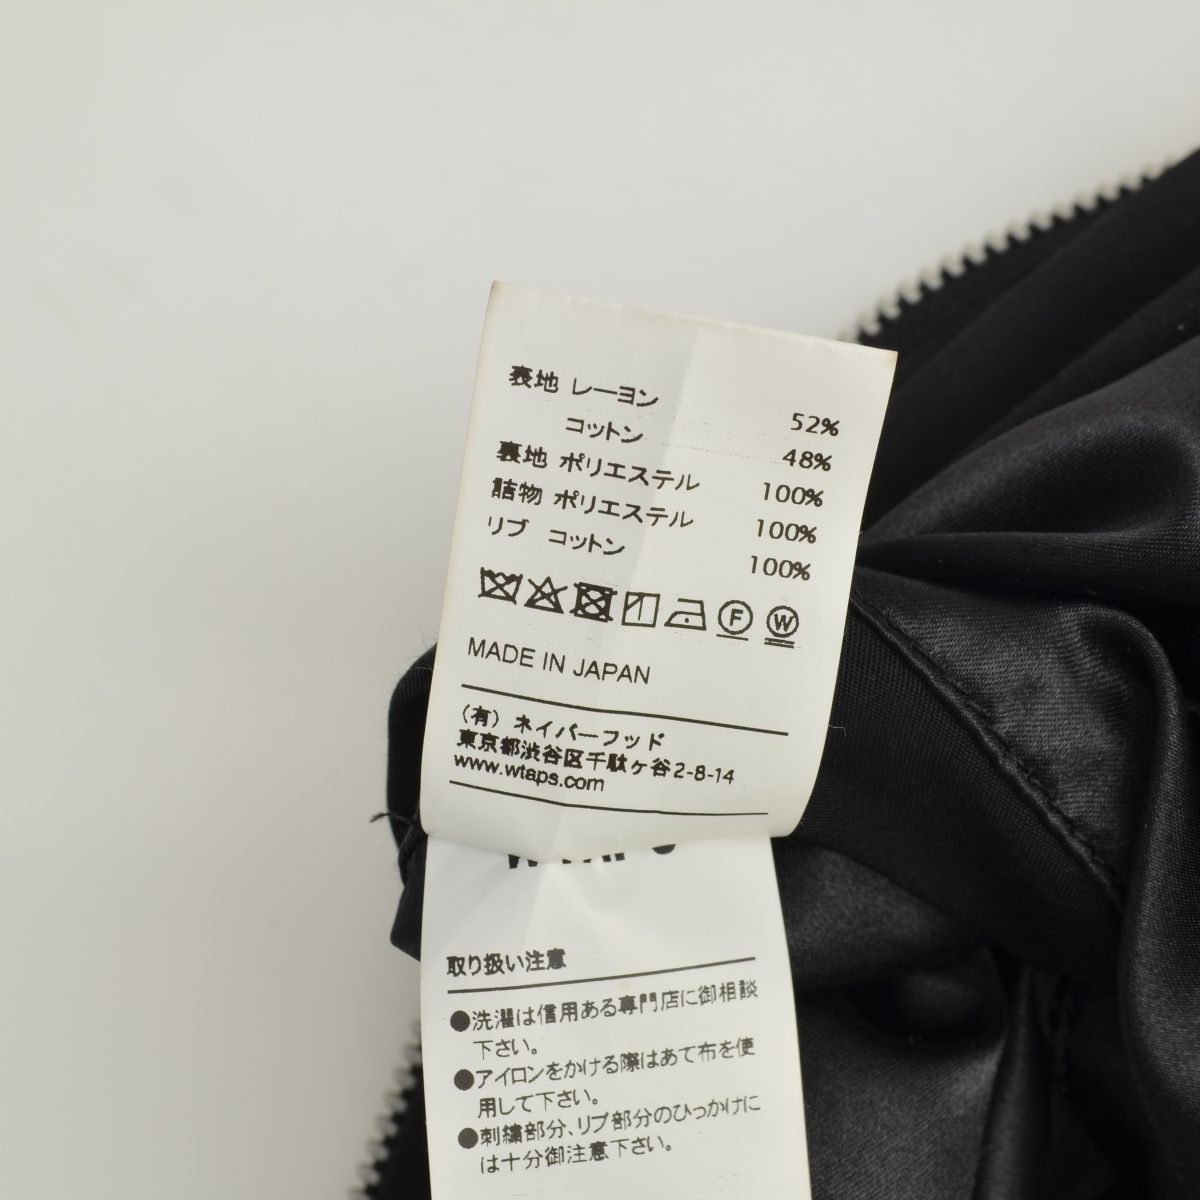 表地 レーヨン 52%
コットン 48%
裏地 ポリエステル 100%
詰物 ポリエステル 100%
リブ コットン 100%
F W
MADE IN JAPAN
(有) ネイバーフッド
東京都渋谷区千駄ヶ谷2-8-14
www.wtaps.com
取り扱い注意
●洗濯は信用ある専門店に御相談
下さい。
●アイロンをかける際はあて布を使
用して下さい。
●刺繍部分、リブ部分のひっかけに
は十分御注意下さい。